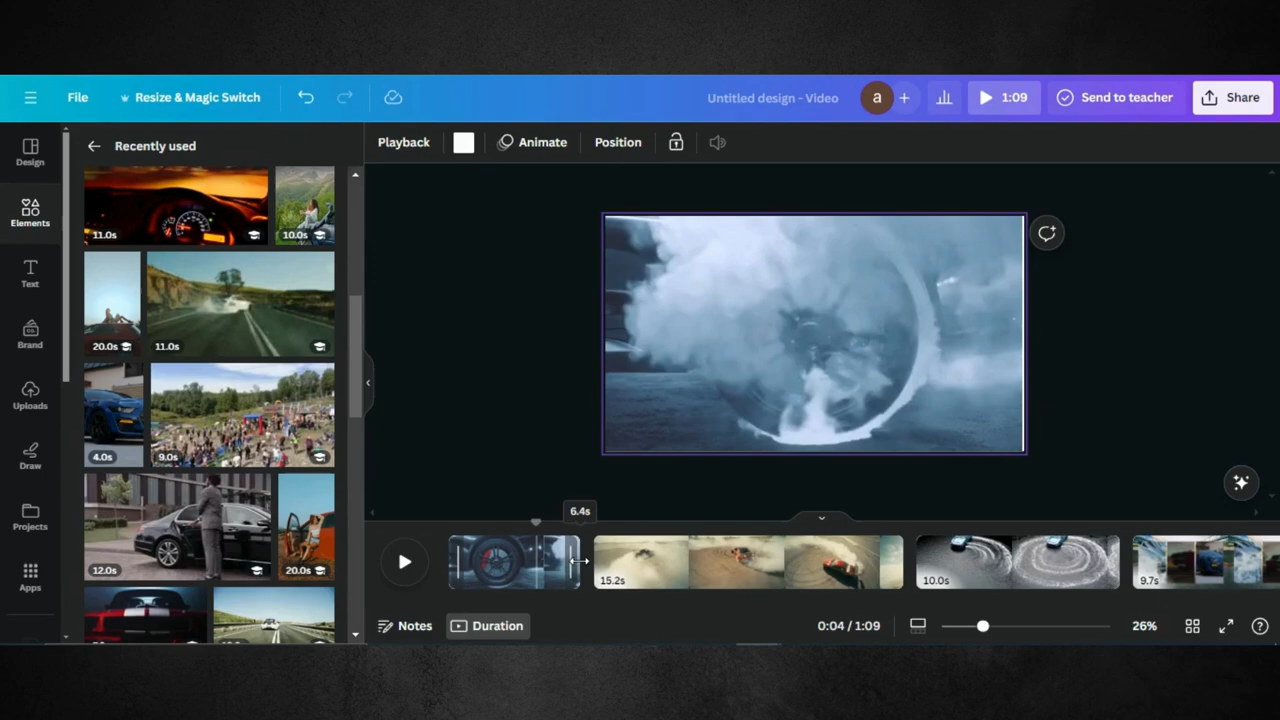 File
Resize & Magic Switch
Untitled design - Video
a
+
1:09
Send to teacher
Share
Design
Elements
Text
Brand
Uploads
Draw
Projects
Apps
Recently used
11.0s
10.0s
20.0s
11.0s
4.0s
9.0s
12.0s
20.0s
Playback
Animate
Position
6.4s
15.2s
10.0s
9.7s
Notes
Duration
0:04 / 1:09
26%